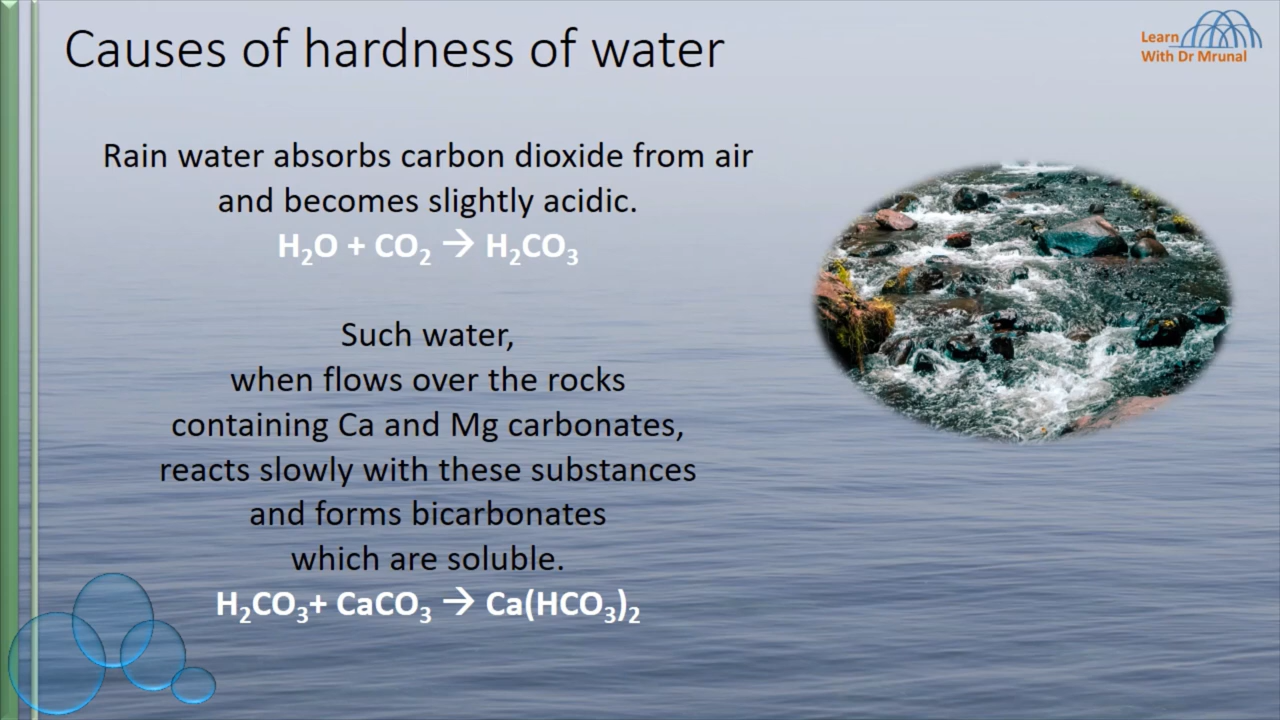 Causes of hardness of water
Learn
With Dr Mrunal
Rain water absorbs carbon dioxide from air
and becomes slightly acidic.
H₂O + CO₂ → H₂CO₃
Such water,
when flows over the rocks
containing Ca and Mg carbonates,
reacts slowly with these substances
and forms bicarbonates
which are soluble.
H₂CO₃+ CaCO₃ → Ca(HCO₃)₂